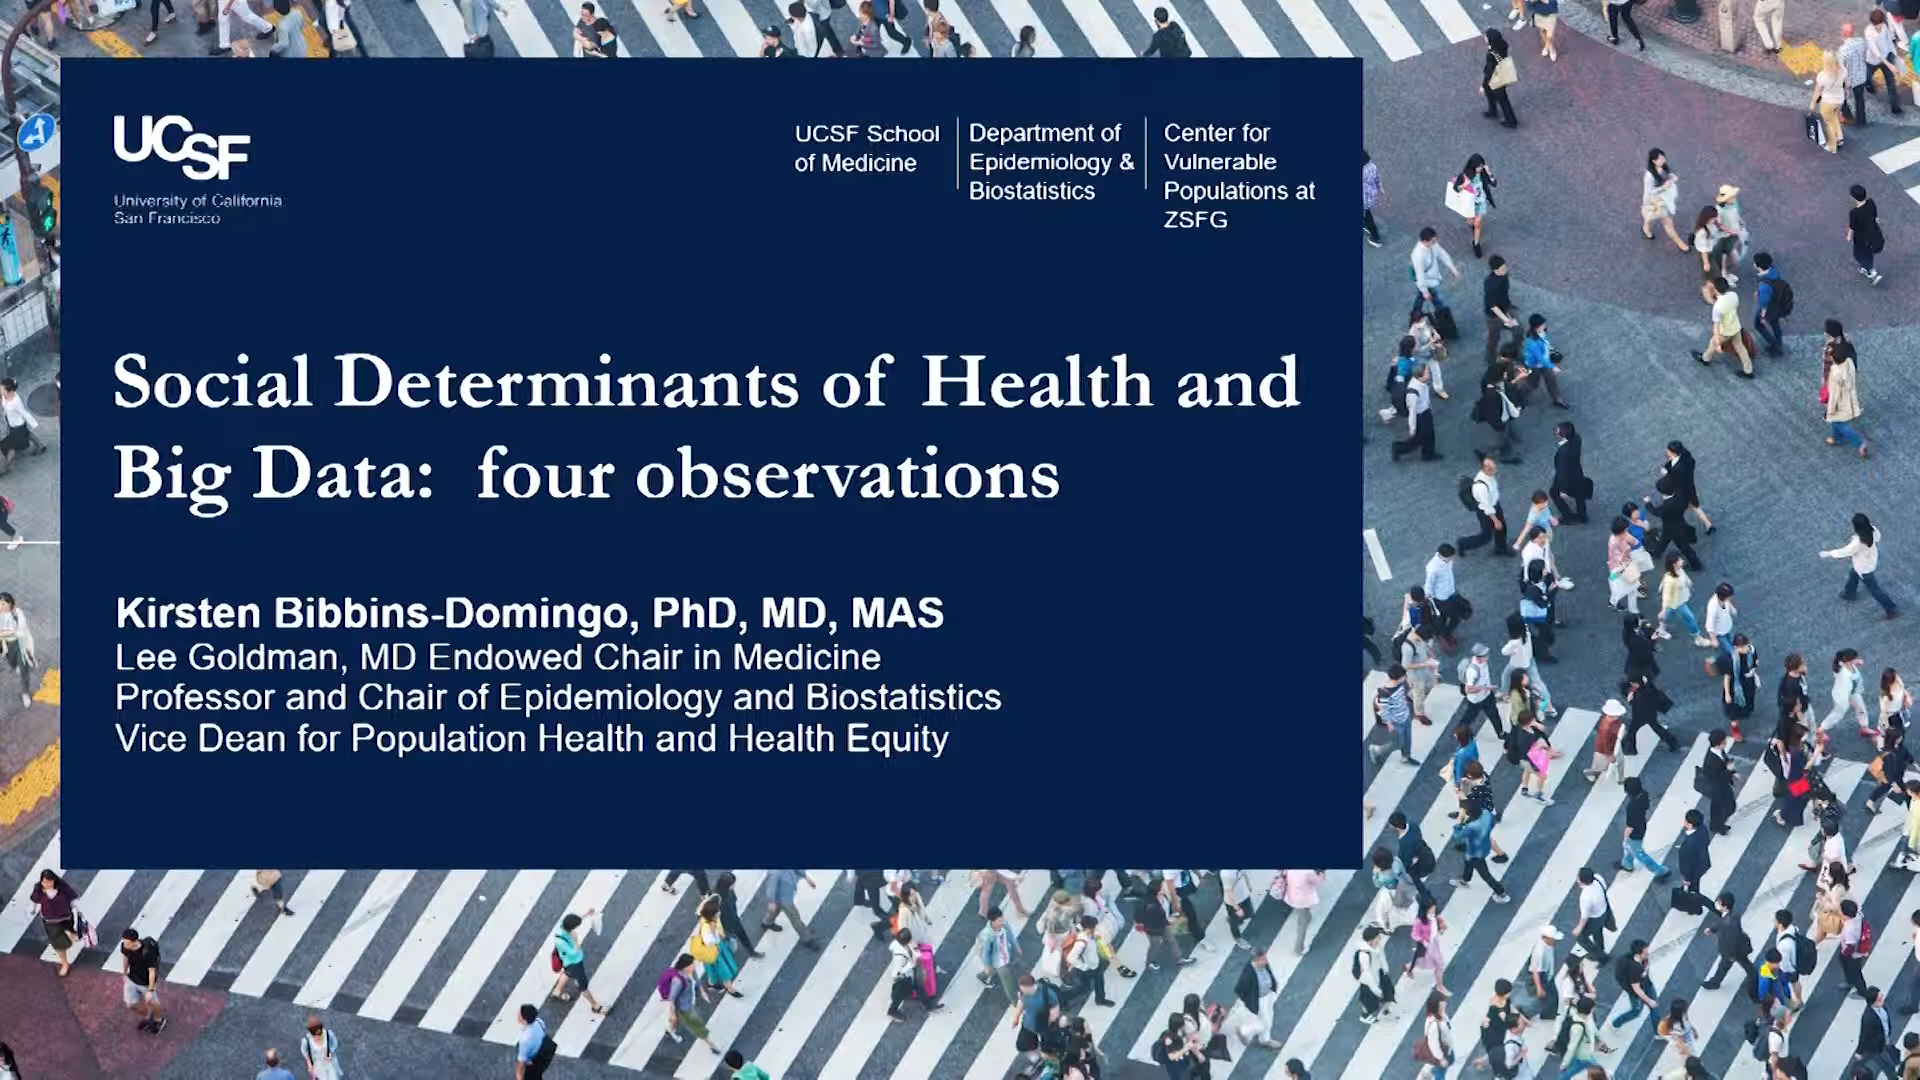 UCSF
University of California
San Francisco
UCSF School
of Medicine
Department of
Epidemiology &
Biostatistics
Center for
Vulnerable
Populations at
ZSFG
Social Determinants of Health and
Big Data: four observations
Kirsten Bibbins-Domingo, PhD, MD, MAS
Lee Goldman, MD Endowed Chair in Medicine
Professor and Chair of Epidemiology and Biostatistics
Vice Dean for Population Health and Health Equity